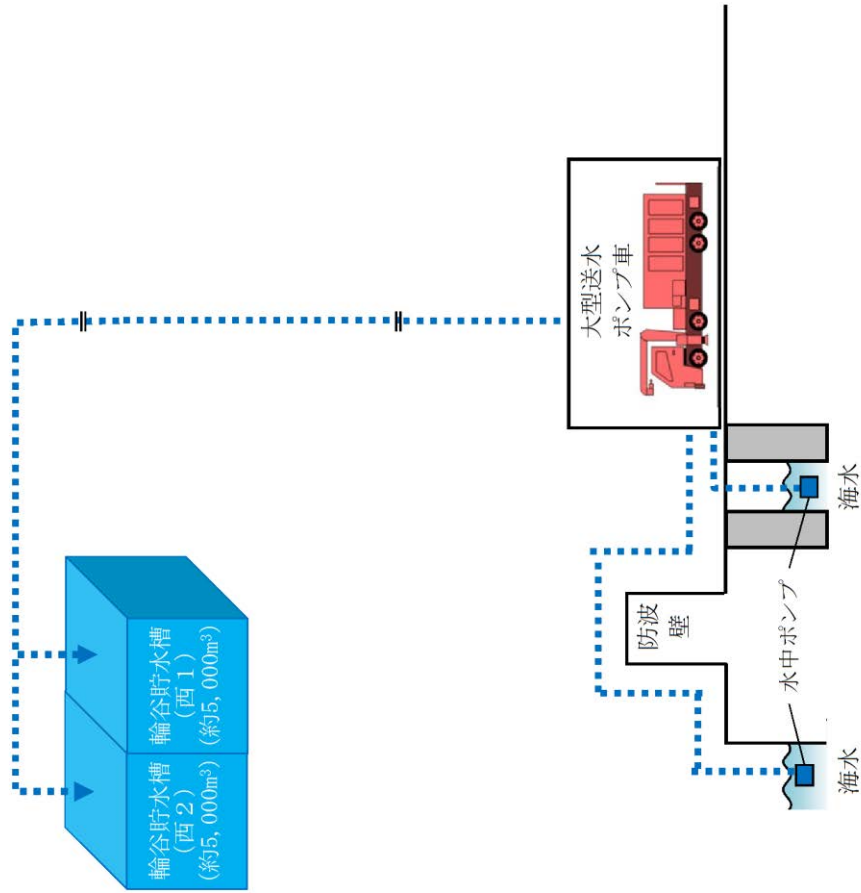 輪谷貯水槽
（西２）
（約5,000m³）
輪谷貯水槽
（西１）
（約5,000m³）
大型送水
ポンプ車
防波
壁
水中ポンプ
海水
海水